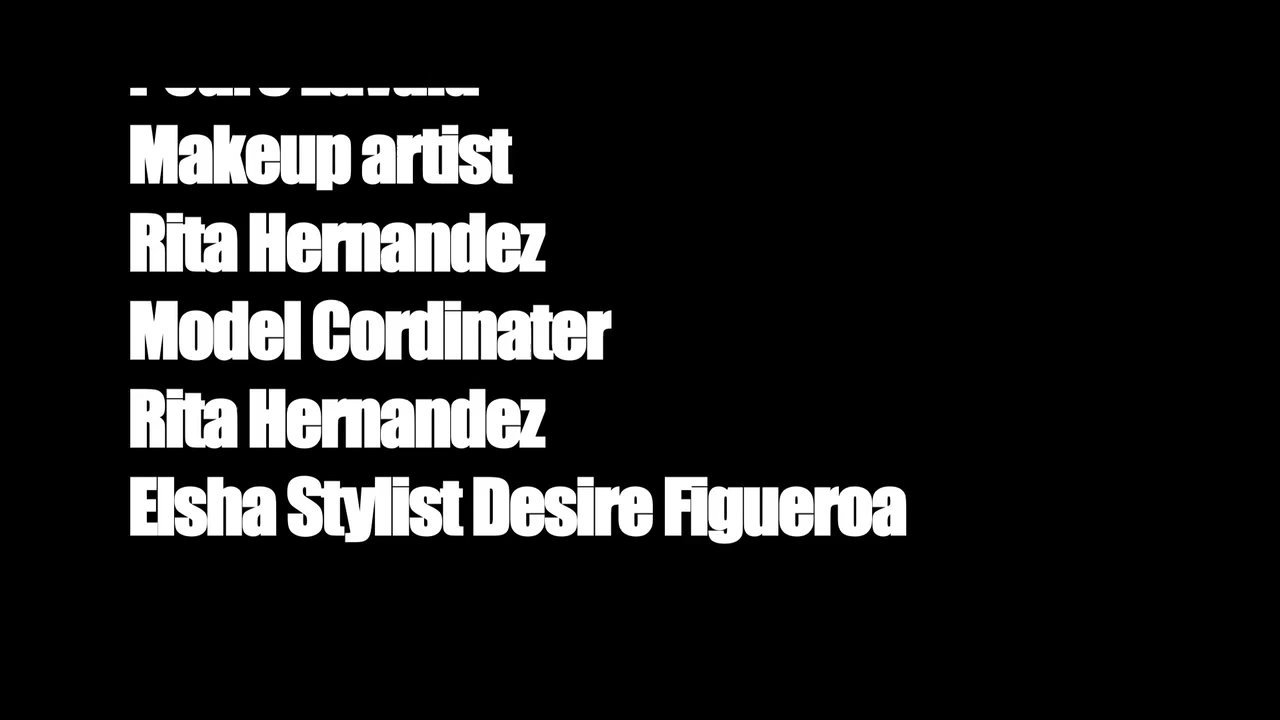 Makeup artist
Rita Hernandez
Model Cordinater
Rita Hernandez
Elsha Stylist Desire Figueroa